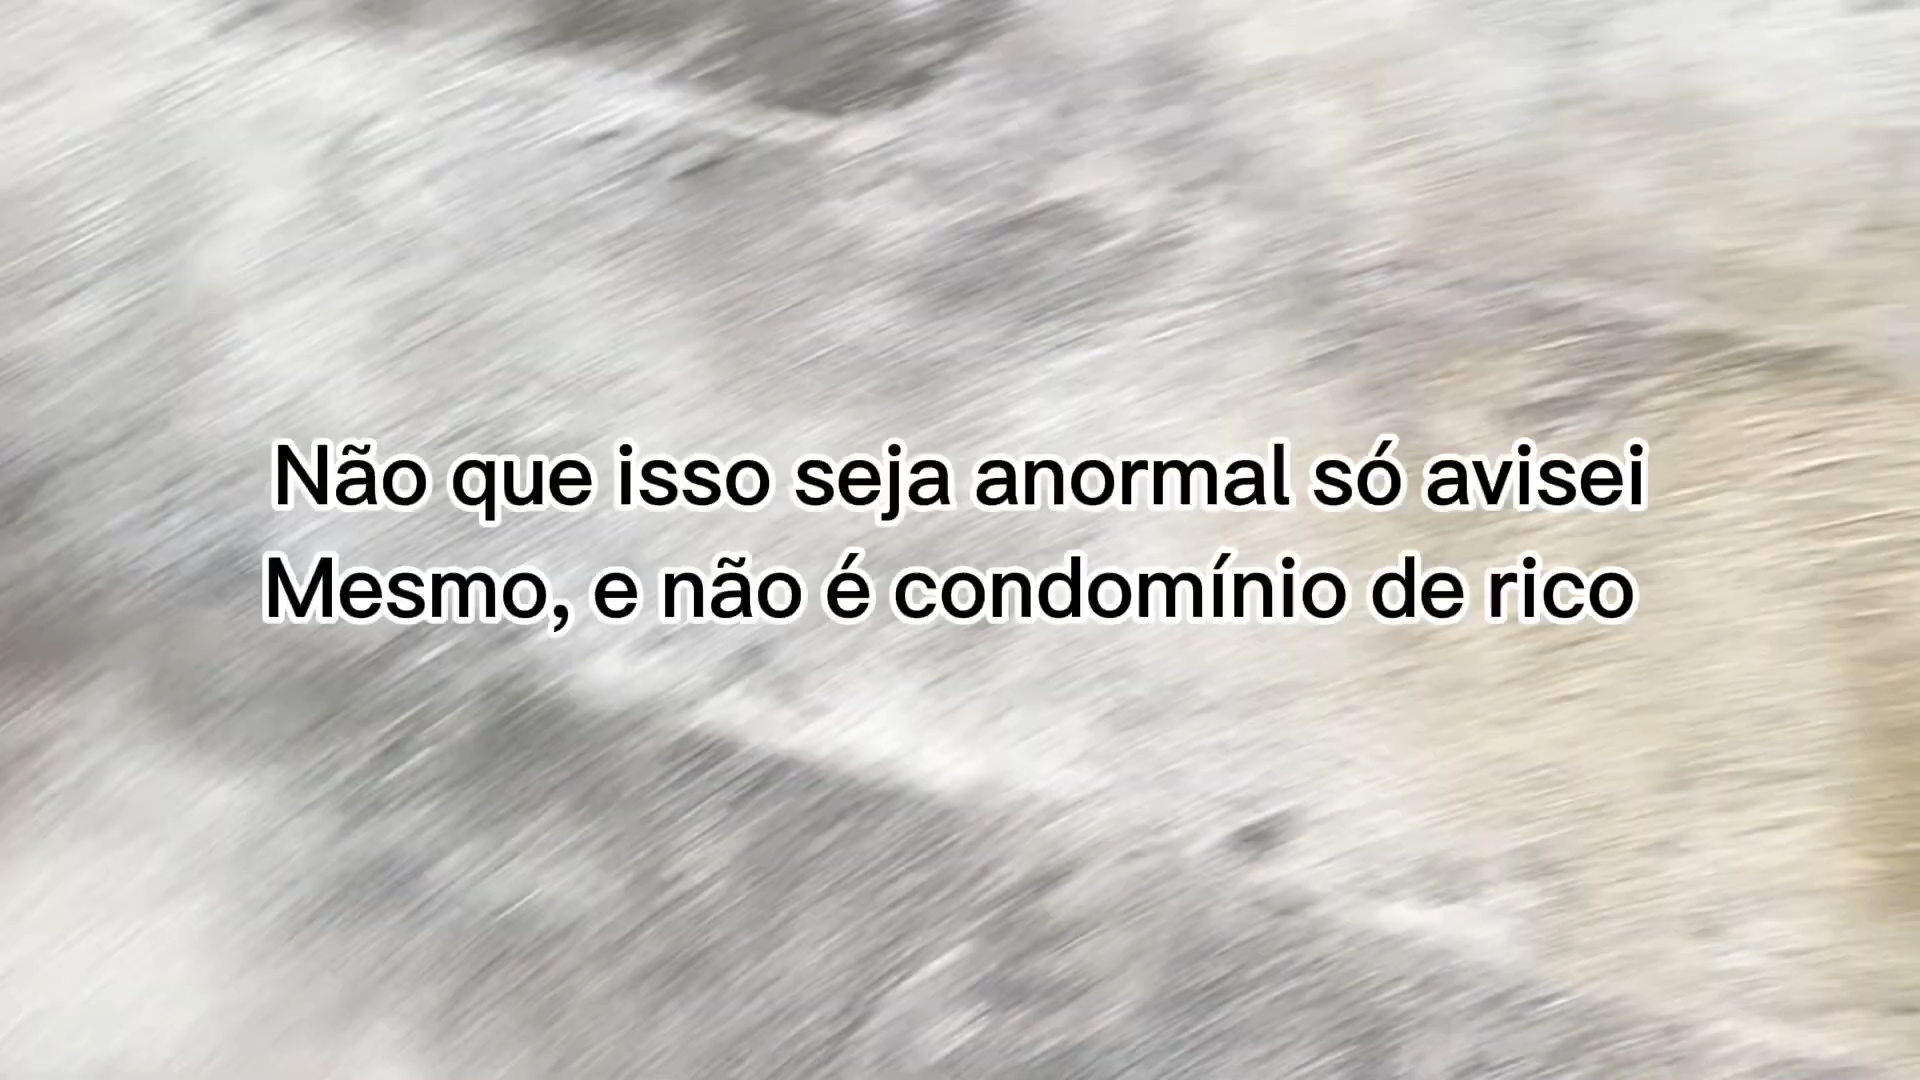 Não que isso seja anormal só avisei
Mesmo, e não é condomínio de rico